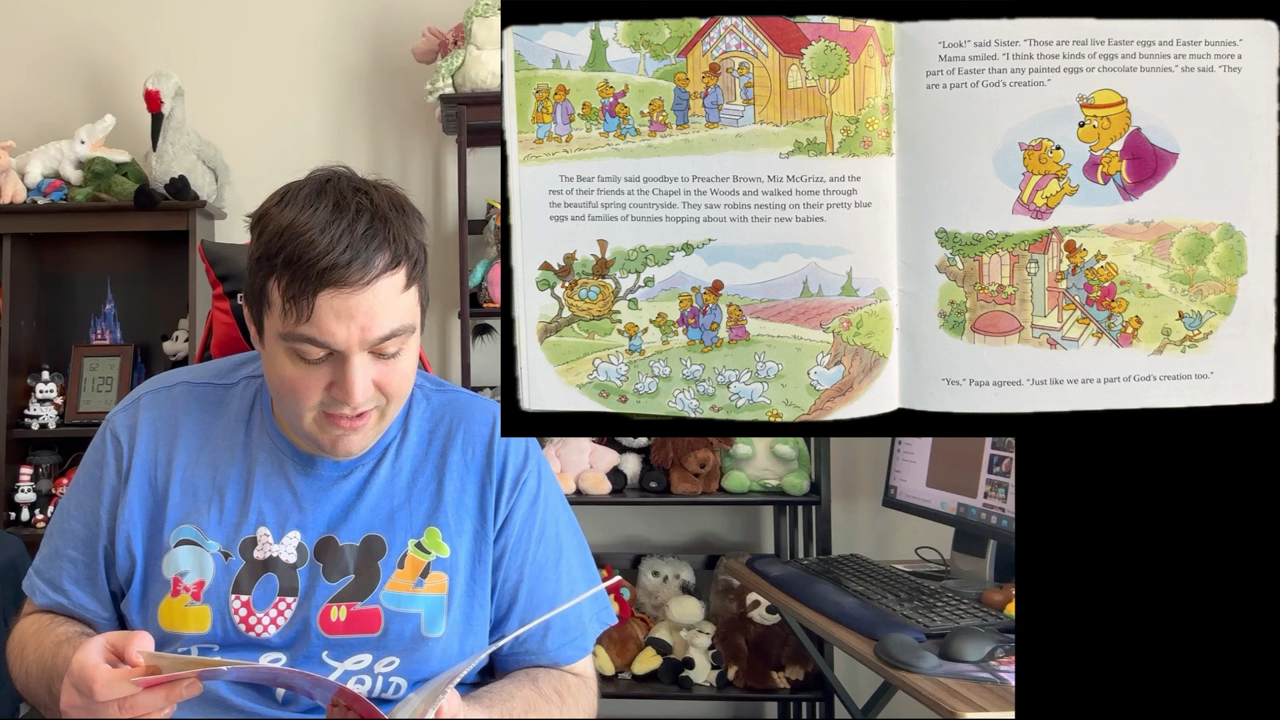 The Bear family said goodbye to Preacher Brown, Miz McGrizz, and the
rest of their friends at the Chapel in the Woods and walked home through
the beautiful spring countryside. They saw robins nesting on their pretty blue
eggs and families of bunnies hopping about with their new babies.
"Look!" said Sister. "Those are real live Easter eggs and Easter bunnies."
Mama smiled. "I think those kinds of eggs and bunnies are much more a
part of Easter than any painted eggs or chocolate bunnies," she said. "They
are a part of God's creation."
"Yes," Papa agreed. "Just like we are a part of God's creation too."
62
1129
2024